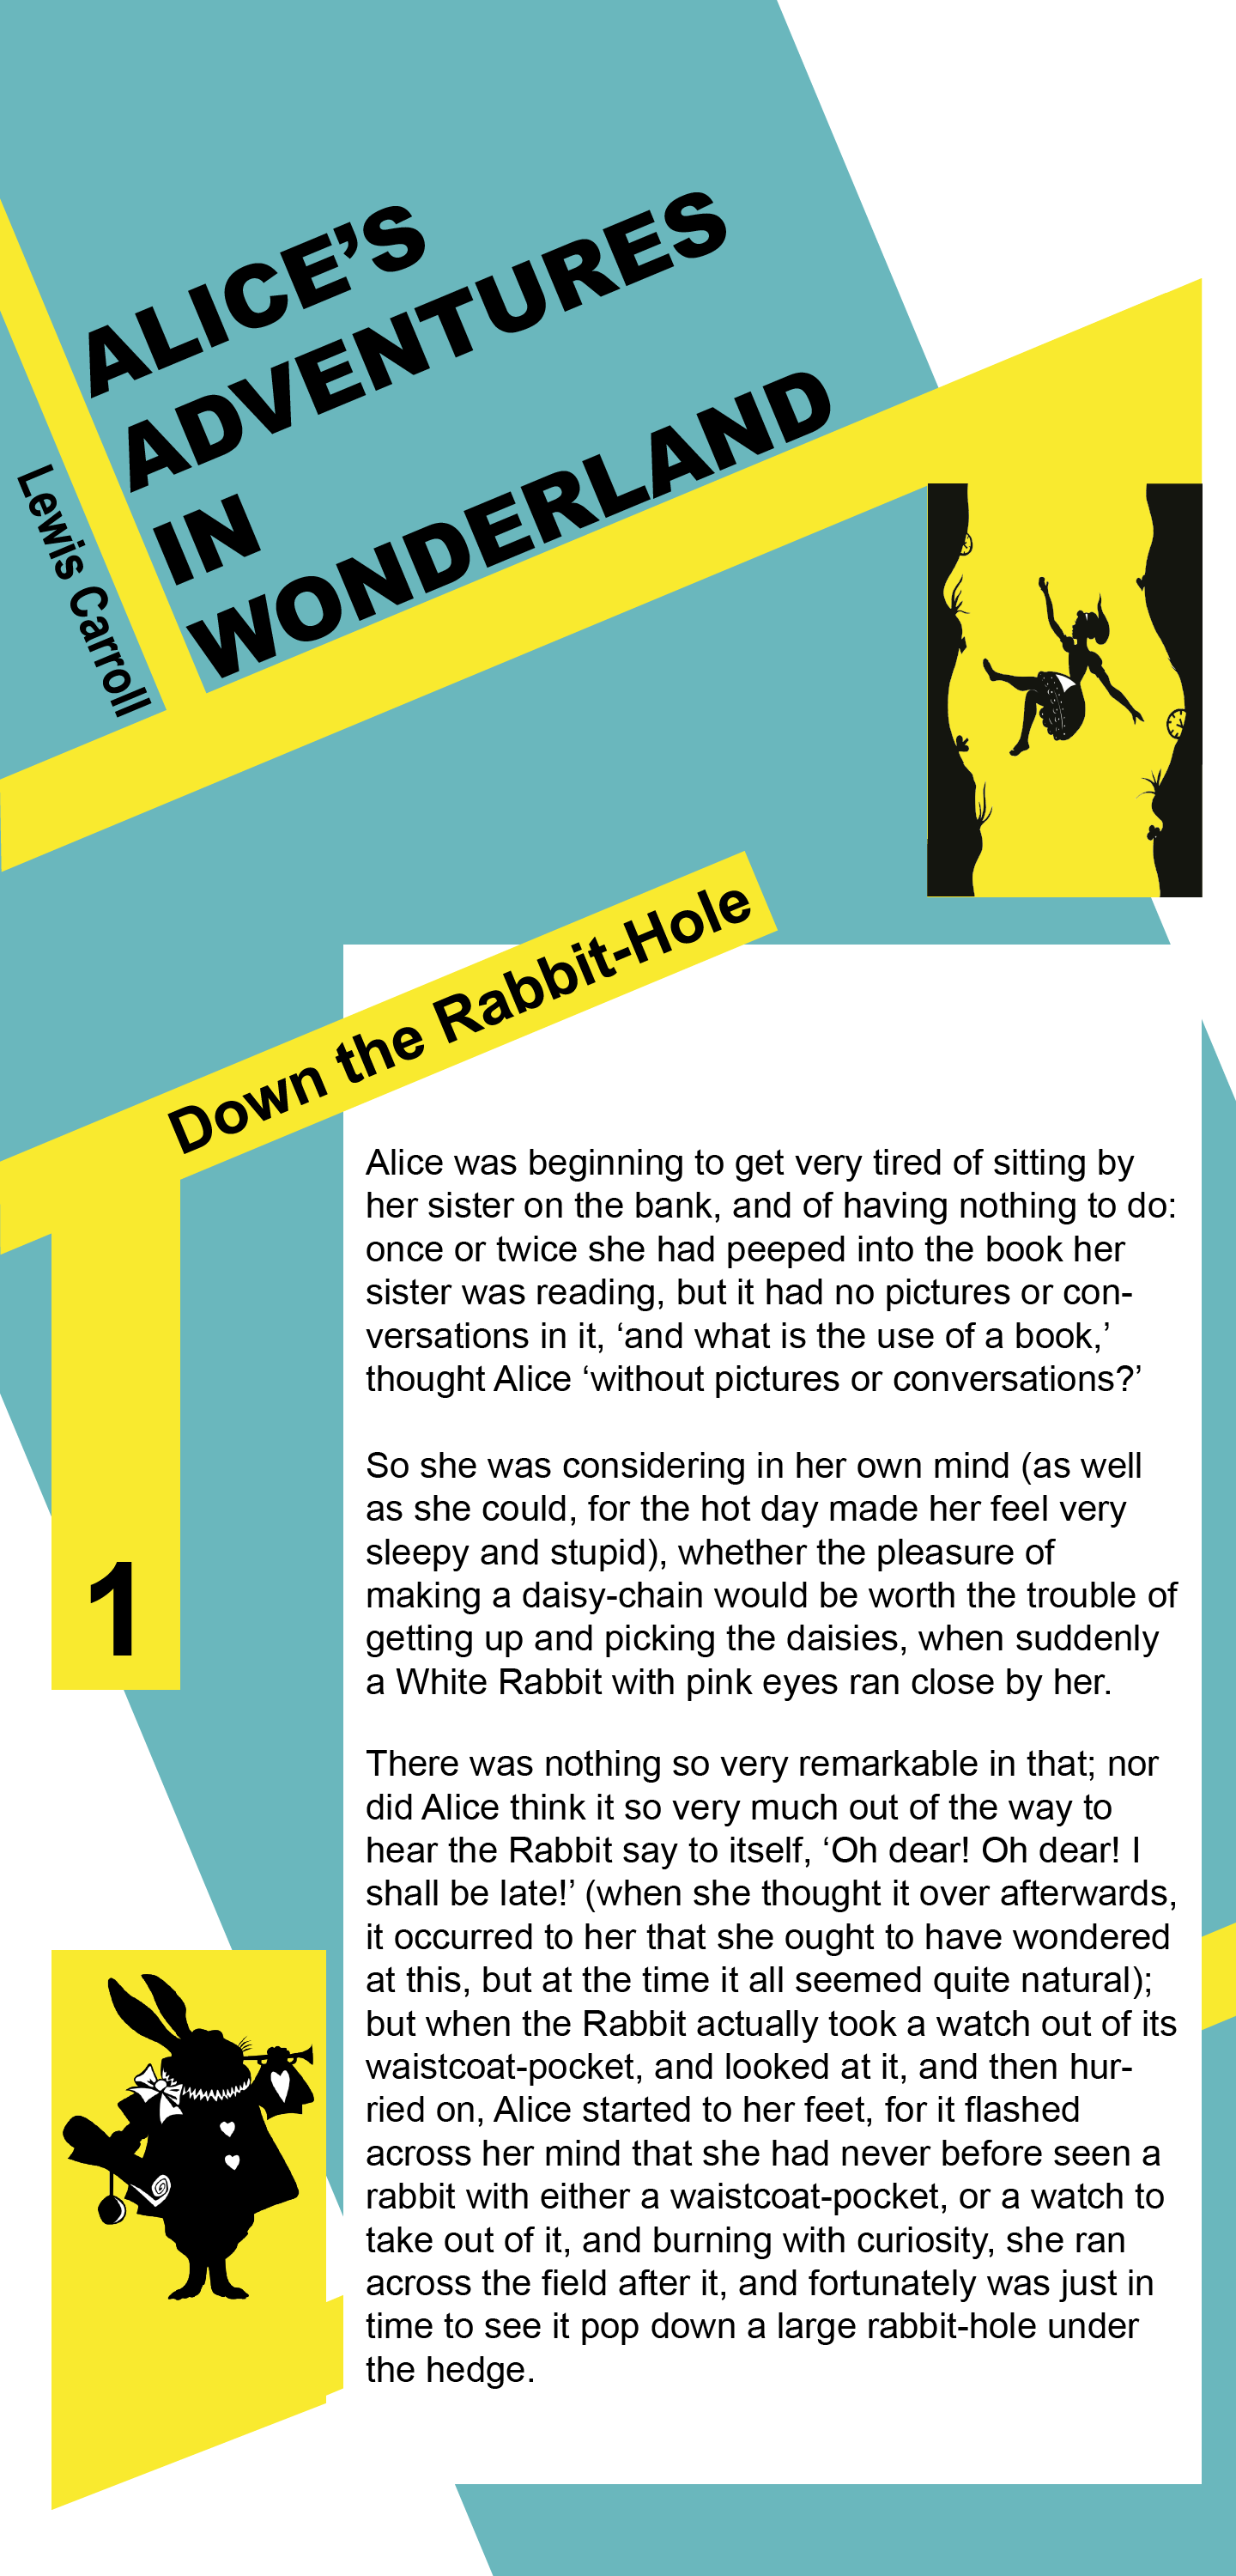 ALICE’S
ADVENTURES
IN
WONDERLAND
Lewis Carroll
Down the Rabbit-Hole
1
Alice was beginning to get very tired of sitting by
her sister on the bank, and of having nothing to do:
once or twice she had peeped into the book her
sister was reading, but it had no pictures or con-
versations in it, ‘and what is the use of a book,’
thought Alice ‘without pictures or conversations?’
So she was considering in her own mind (as well
as she could, for the hot day made her feel very
sleepy and stupid), whether the pleasure of
making a daisy-chain would be worth the trouble of
getting up and picking the daisies, when suddenly
a White Rabbit with pink eyes ran close by her.
There was nothing so very remarkable in that; nor
did Alice think it so very much out of the way to
hear the Rabbit say to itself, ‘Oh dear! Oh dear! I
shall be late!’ (when she thought it over afterwards,
it occurred to her that she ought to have wondered
at this, but at the time it all seemed quite natural);
but when the Rabbit actually took a watch out of its
waistcoat-pocket, and looked at it, and then hur-
ried on, Alice started to her feet, for it flashed
across her mind that she had never before seen a
rabbit with either a waistcoat-pocket, or a watch to
take out of it, and burning with curiosity, she ran
across the field after it, and fortunately was just in
time to see it pop down a large rabbit-hole under
the hedge.